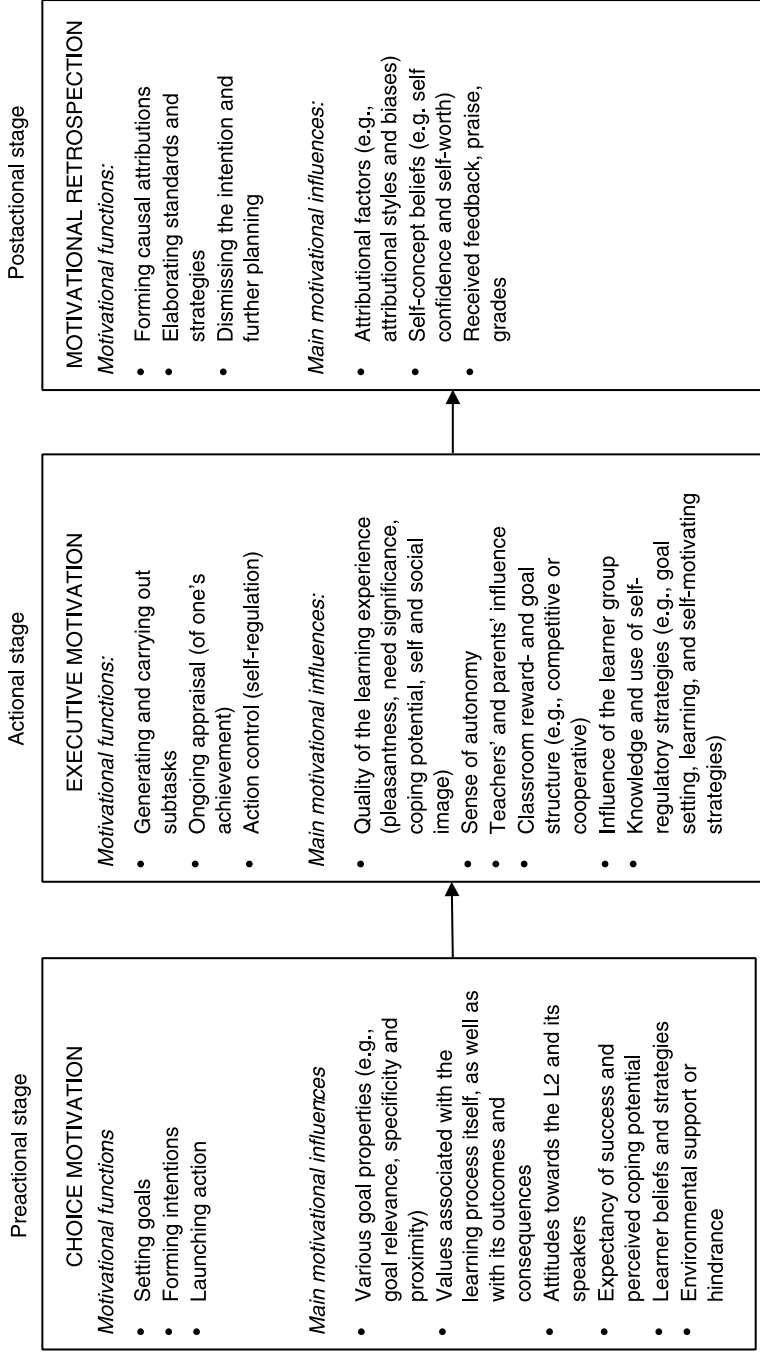 Preactional stage
CHOICE MOTIVATION
Motivational functions
• Setting goals
• Forming intentions
• Launching action
Main motivational influences
• Various goal properties (e.g.,
goal relevance, specificity and
proximity)
• Values associated with the
learning process itself, as well as
with its outcomes and
consequences
• Attitudes towards the L2 and its
speakers
• Expectancy of success and
perceived coping potential
• Learner beliefs and strategies
• Environmental support or
hindrance
Actional stage
EXECUTIVE MOTIVATION
Motivational functions:
• Generating and carrying out
subtasks
• Ongoing appraisal (of one’s
achievement)
• Action control (self-regulation)
Main motivational influences:
• Quality of the learning experience
(pleasantness, need significance,
coping potential, self and social
image)
• Sense of autonomy
• Teachers’ and parents’ influence
• Classroom reward- and goal
structure (e.g., competitive or
cooperative)
• Influence of the learner group
• Knowledge and use of self-
regulatory strategies (e.g., goal
setting, learning, and self-motivating
strategies)
Postactional stage
MOTIVATIONAL RETROSPECTION
Motivational functions:
• Forming causal attributions
• Elaborating standards and
strategies
• Dismissing the intention and
further planning
Main motivational influences:
• Attributional factors (e.g.,
attributional styles and biases)
• Self-concept beliefs (e.g. self
confidence and self-worth)
• Received feedback, praise,
grades